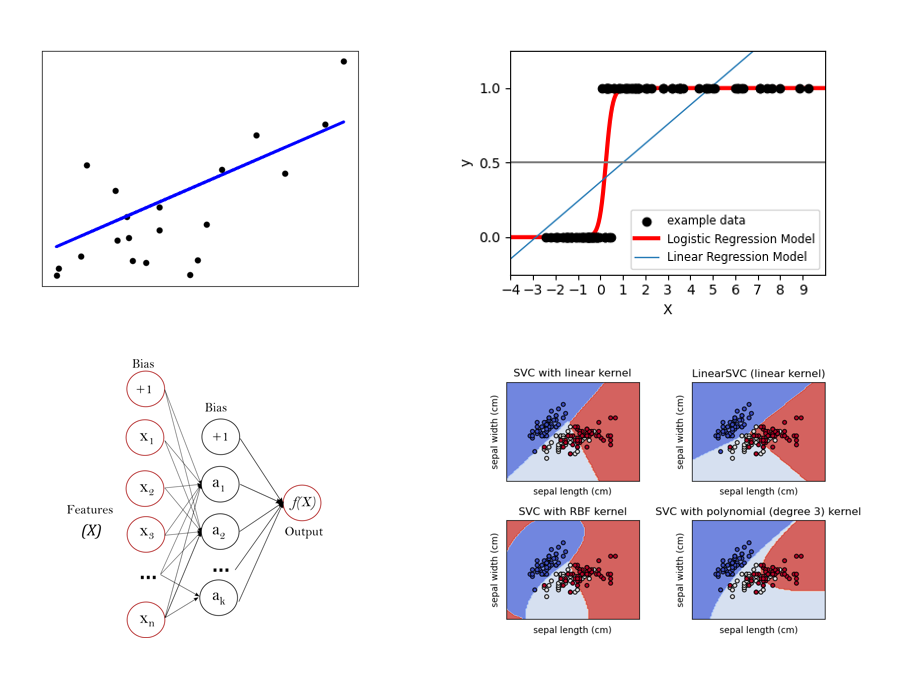 1.0
0.5
0.0
y
example data
Logistic Regression Model
Linear Regression Model
−4 −3 −2 −1 0 1 2 3 4 5 6 7 8 9
X
Bias
+1
x1
x2
x3
...
xn
Features
(X)
Bias
+1
a1
a2
...
ak
f(X)
Output
SVC with linear kernel
sepal width (cm)
sepal length (cm)
LinearSVC (linear kernel)
sepal width (cm)
sepal length (cm)
SVC with RBF kernel
sepal width (cm)
sepal length (cm)
SVC with polynomial (degree 3) kernel
sepal width (cm)
sepal length (cm)